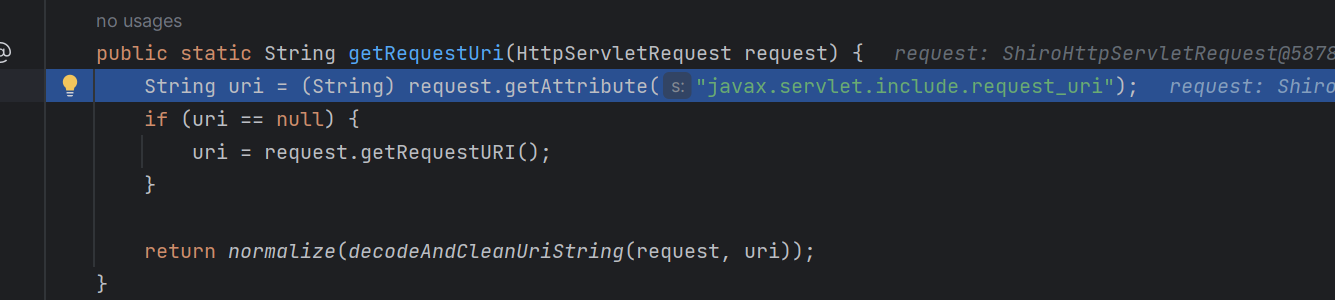 no usages
public static String getRequestUri(HttpServletRequest request) {   request: ShiroHttpServletRequest@5878
String uri = (String) request.getAttribute( s: "javax.servlet.include.request_uri");   request: Shiro
if (uri == null) {
uri = request.getRequestURI();
}
return normalize(decodeAndCleanUriString(request, uri));
}